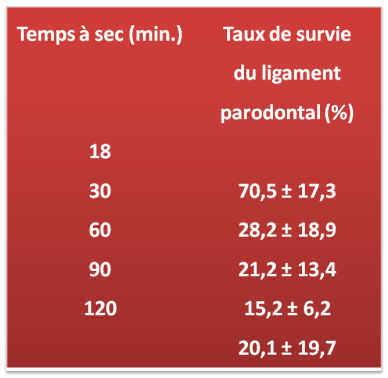 Temps à sec (min.) Taux de survie
du ligament
parodontal (%)
18
30 70,5 ± 17,3
60 28,2 ± 18,9
90 21,2 ± 13,4
120 15,2 ± 6,2
20,1 ± 19,7